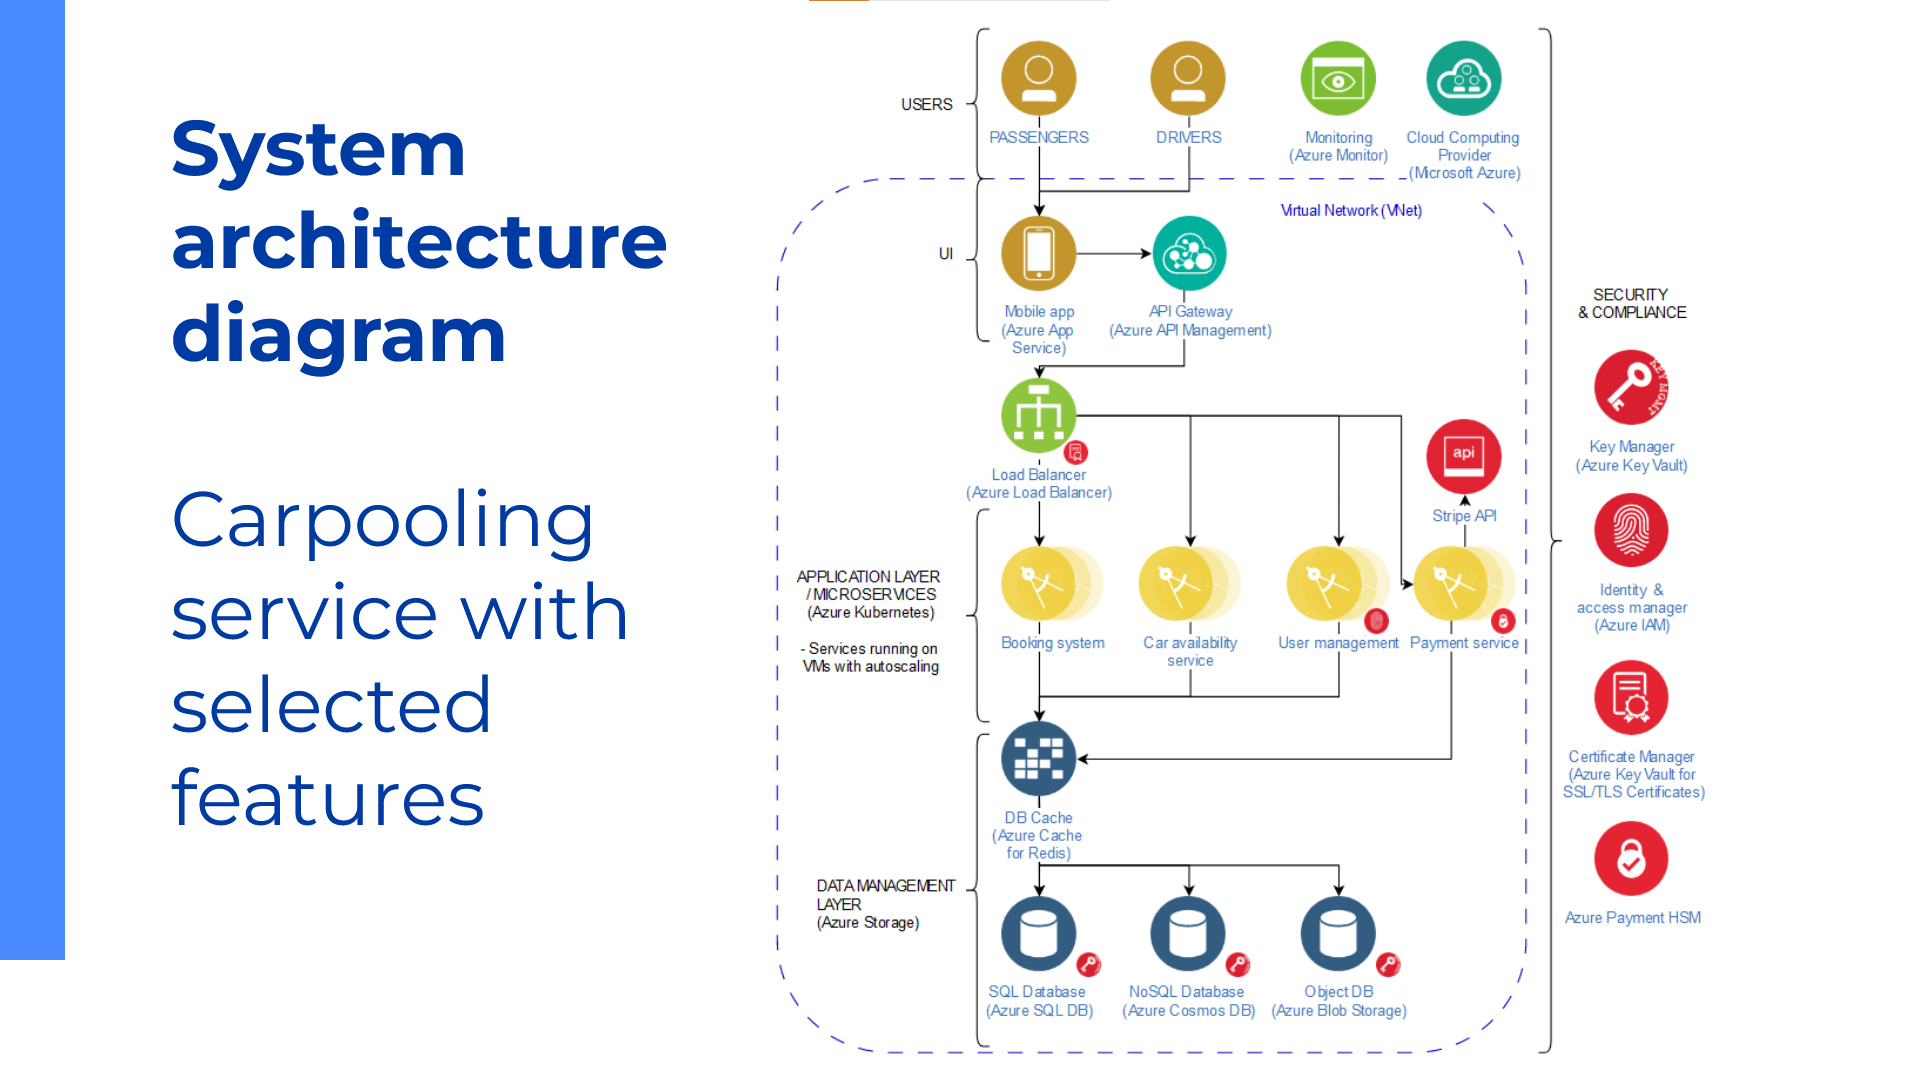 System
architecture
diagram
Carpooling
service with
selected
features
USERS
PASSENGERS
DRIVERS
Monitoring
(Azure Monitor)
Cloud Computing
Provider
(Microsoft Azure)
Virtual Network (VNet)
UI
Mobile app
(Azure App
Service)
API Gateway
(Azure API Management)
Load Balancer
(Azure Load Balancer)
api
Stripe API
APPLICATION LAYER
/ MICROSERVICES
(Azure Kubernetes)
- Services running on
VMs with autoscaling
Booking system
Car availability
service
User management
Payment service
DB Cache
(Azure Cache
for Redis)
DATA MANAGEMENT
LAYER
(Azure Storage)
SQL Database
(Azure SQL DB)
NoSQL Database
(Azure Cosmos DB)
Object DB
(Azure Blob Storage)
SECURITY
& COMPLIANCE
KEY MGMT
Key Manager
(Azure Key Vault)
Identity &
access manager
(Azure IAM)
Certificate Manager
(Azure Key Vault for
SSL/TLS Certificates)
Azure Payment HSM